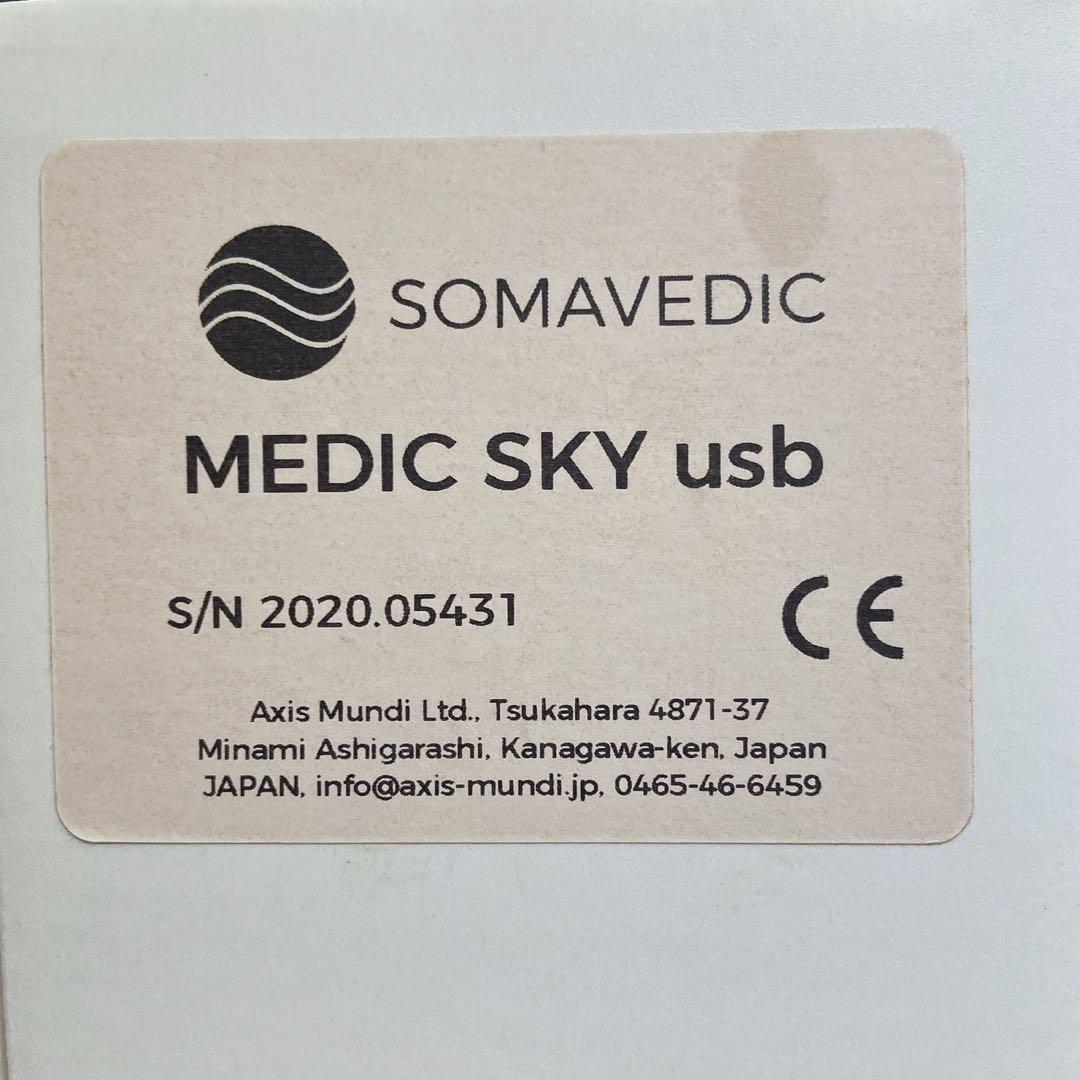 SOMAVEDIC
MEDIC SKY usb
S/N 2020.05431
CE
Axis Mundi Ltd., Tsukahara 4871-37
Minami Ashigarashi, Kanagawa-ken, Japan
JAPAN, info@axis-mundi.jp, 0465-46-6459